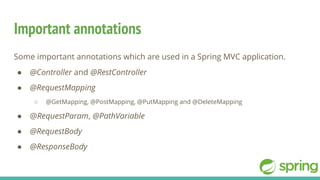 Important annotations
Some important annotations which are used in a Spring MVC application.
● @Controller and @RestController
● @RequestMapping
○ @GetMapping, @PostMapping, @PutMapping and @DeleteMapping
● @RequestParam, @PathVariable
● @RequestBody
● @ResponseBody
spring